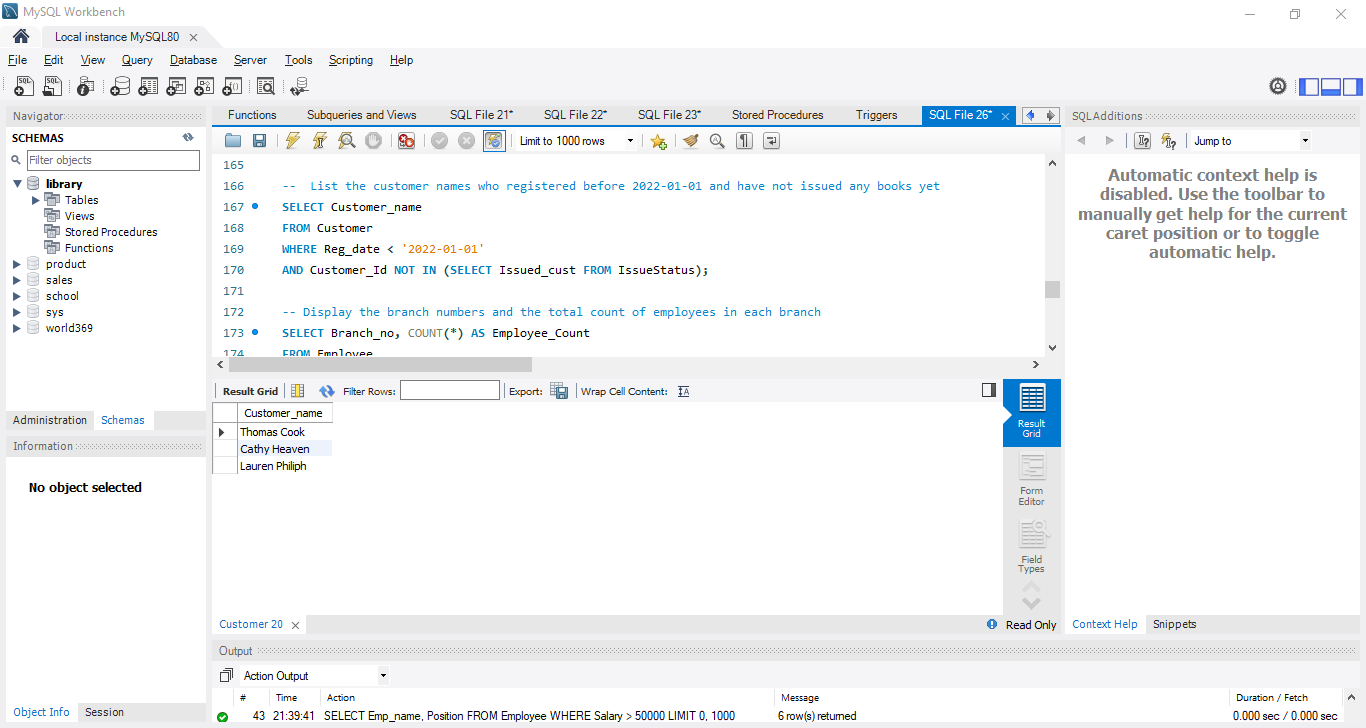 MySQL Workbench
Local instance MySQL80
File Edit View Query Database Server Tools Scripting Help
Navigator
SCHEMAS
Filter objects
library
Tables
Views
Stored Procedures
Functions
product
sales
school
sys
world369
Administration Schemas
Information
No object selected
Object Info Session
Functions Subqueries and Views SQL File 21* SQL File 22* SQL File 23* Stored Procedures Triggers SQL File 26*
Limit to 1000 rows
165
166 -- List the customer names who registered before 2022-01-01 and have not issued any books yet
167 SELECT Customer_name
168 FROM Customer
169 WHERE Reg_date < '2022-01-01'
170 AND Customer_Id NOT IN (SELECT Issued_cust FROM IssueStatus);
171
172 -- Display the branch numbers and the total count of employees in each branch
173 SELECT Branch_no, COUNT(*) AS Employee_Count
174 FROM Employee
Result Grid Filter Rows: Export: Wrap Cell Content:
Customer_name
Thomas Cook
Cathy Heaven
Lauren Philiph
Result
Grid
Form
Editor
Field
Types
Customer 20
Read Only
Output
Action Output
# Time Action Message Duration / Fetch
43 21:39:41 SELECT Emp_name, Position FROM Employee WHERE Salary > 50000 LIMIT 0, 1000 6 row(s) returned 0.000 sec / 0.000 sec
SQLAdditions
Jump to
Automatic context help is
disabled. Use the toolbar to
manually get help for the current
caret position or to toggle
automatic help.
Context Help Snippets